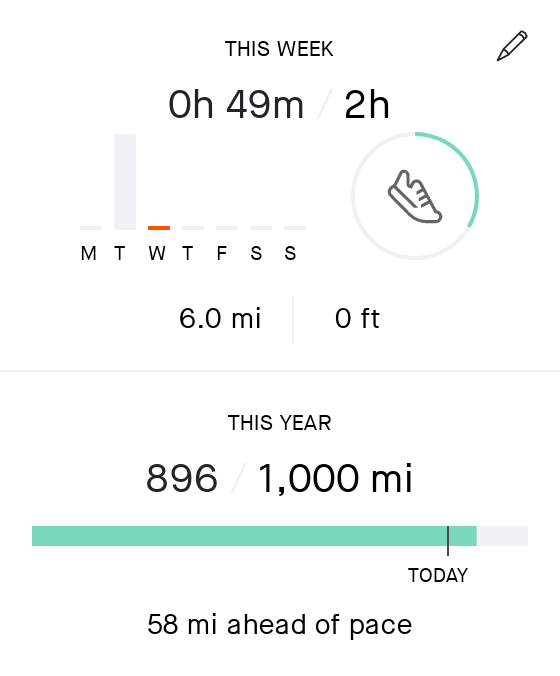 THIS WEEK
0h 49m / 2h
M T W T F S S
6.0 mi 0 ft
THIS YEAR
896 / 1,000 mi
TODAY
58 mi ahead of pace